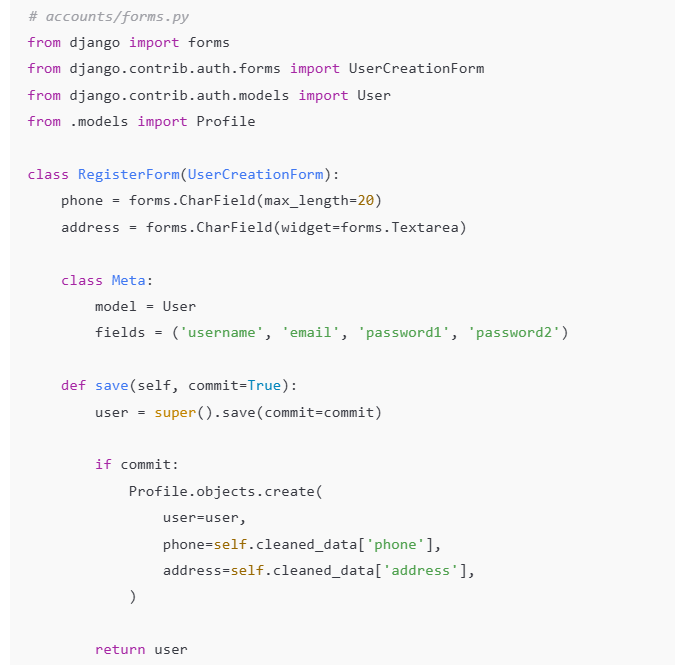 # accounts/forms.py
from django import forms
from django.contrib.auth.forms import UserCreationForm
from django.contrib.auth.models import User
from .models import Profile

class RegisterForm(UserCreationForm):
    phone = forms.CharField(max_length=20)
    address = forms.CharField(widget=forms.Textarea)

    class Meta:
        model = User
        fields = ('username', 'email', 'password1', 'password2')

    def save(self, commit=True):
        user = super().save(commit=commit)

        if commit:
            Profile.objects.create(
                user=user,
                phone=self.cleaned_data['phone'],
                address=self.cleaned_data['address'],
            )

        return user